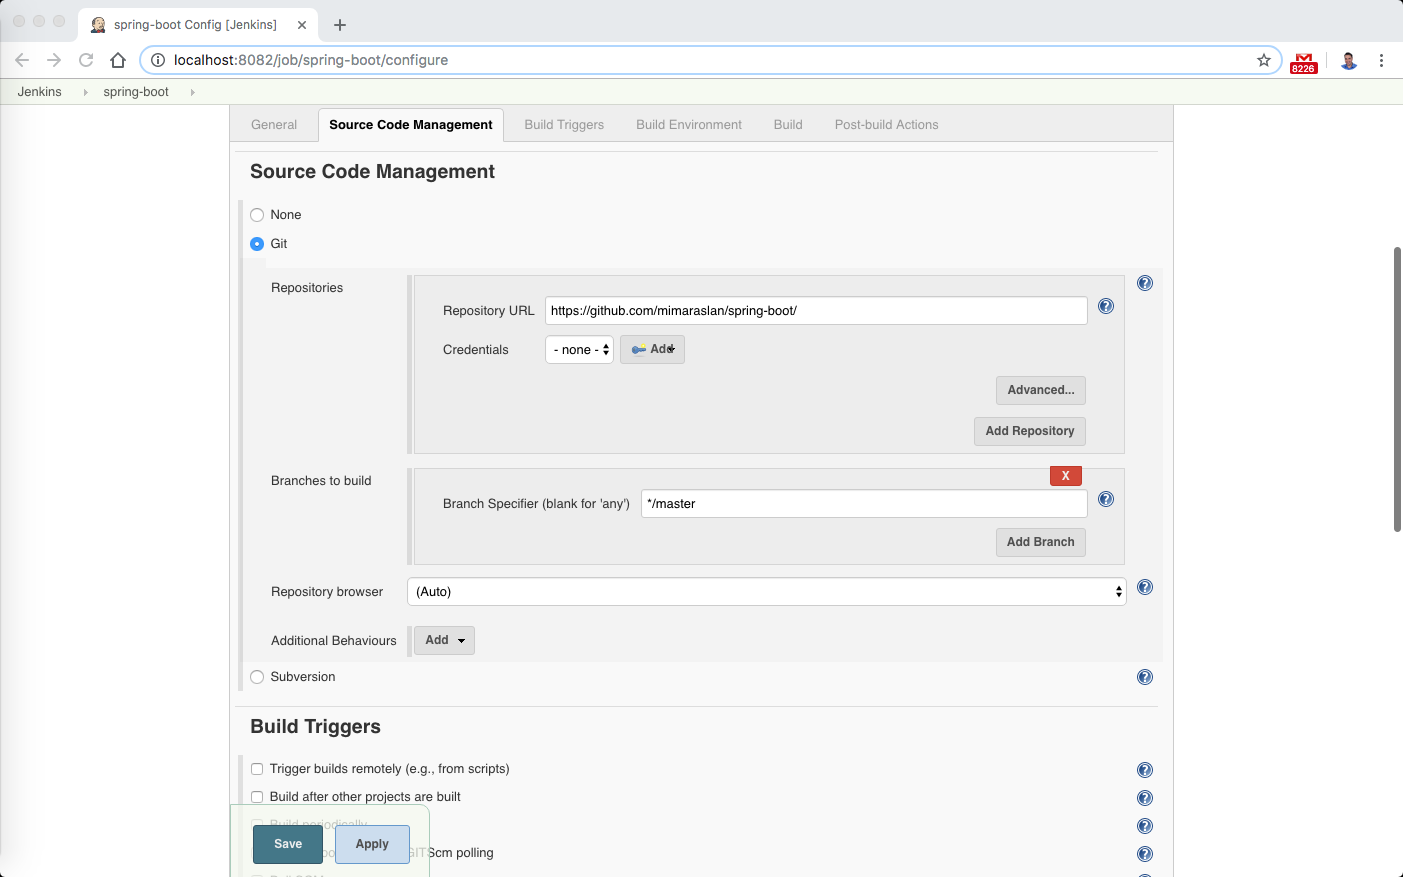 spring-boot Config [Jenkins]
localhost:8082/job/spring-boot/configure
8226
Jenkins spring-boot
General Source Code Management Build Triggers Build Environment Build Post-build Actions
Source Code Management
None
Git
Repositories
Repository URL https://github.com/mimaraslan/spring-boot/
Credentials - none - Add
Advanced...
Add Repository
Branches to build
X
Branch Specifier (blank for 'any') */master
Add Branch
Repository browser (Auto)
Additional Behaviours Add
Subversion
Build Triggers
Trigger builds remotely (e.g., from scripts)
Build after other projects are built
Build periodically
Save Apply
GITScm polling